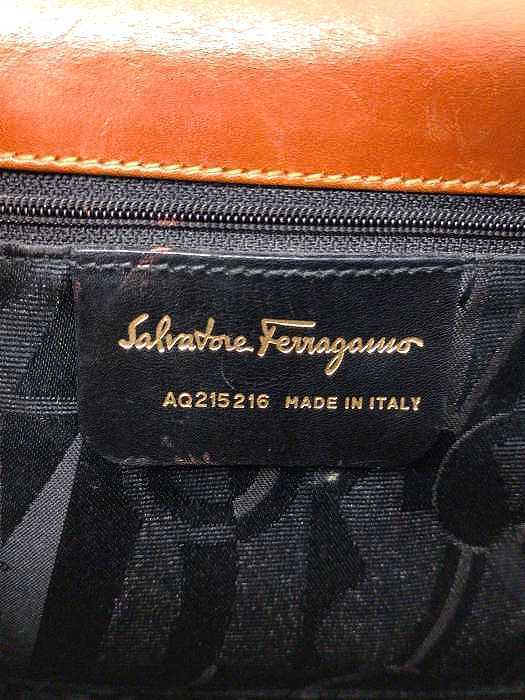 Salvatore Ferragamo
AQ215216 MADE IN ITALY